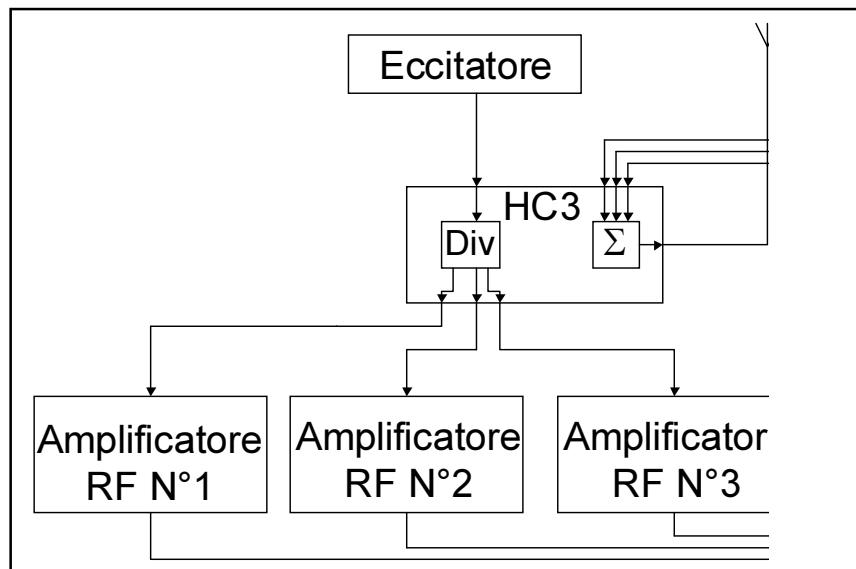 Eccitatore
HC3
Div
Σ
Amplificatore
RF N°1
Amplificatore
RF N°2
Amplificator
RF N°3